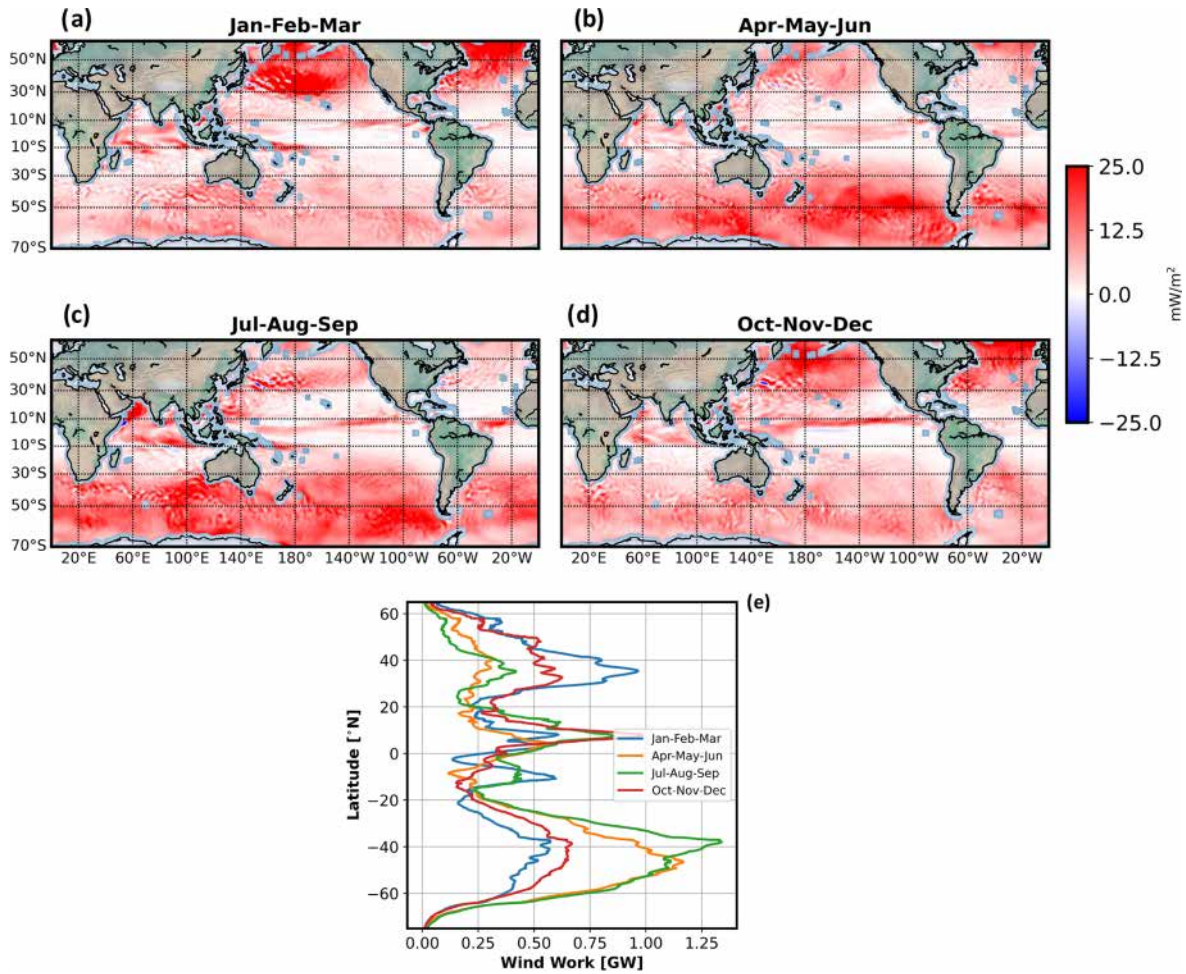 (a) Jan-Feb-Mar
(b) Apr-May-Jun
50°N
30°N
10°N
10°S
30°S
50°S
70°S
(c) Jul-Aug-Sep
(d) Oct-Nov-Dec
50°N
30°N
10°N
10°S
30°S
50°S
70°S
20°E 60°E 100°E 140°E 180° 140°W 100°W 60°W 20°W
20°E 60°E 100°E 140°E 180° 140°W 100°W 60°W 20°W
25.0
12.5
0.0
−12.5
−25.0
mW/m²
(e)
60
40
20
0
−20
−40
−60
Latitude [°N]
Jan-Feb-Mar
Apr-May-Jun
Jul-Aug-Sep
Oct-Nov-Dec
0.00 0.25 0.50 0.75 1.00 1.25
Wind Work [GW]